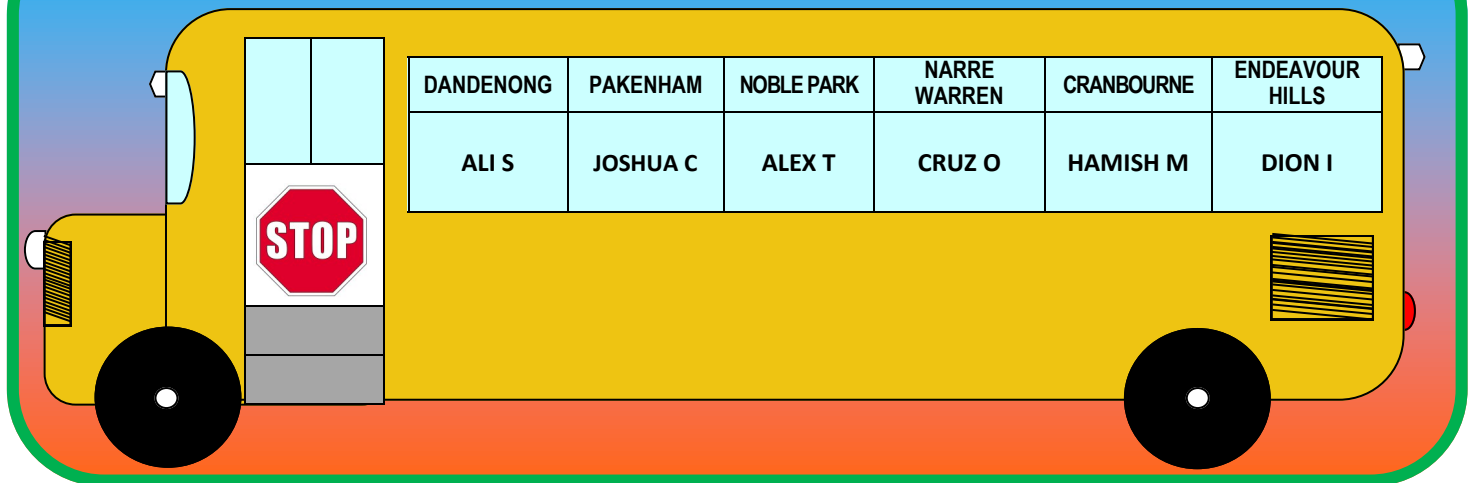 DANDENONG PAKENHAM NOBLE PARK NARRE WARREN CRANBOURNE ENDEAVOUR HILLS
ALI S JOSHUA C ALEX T CRUZ O HAMISH M DION I
STOP